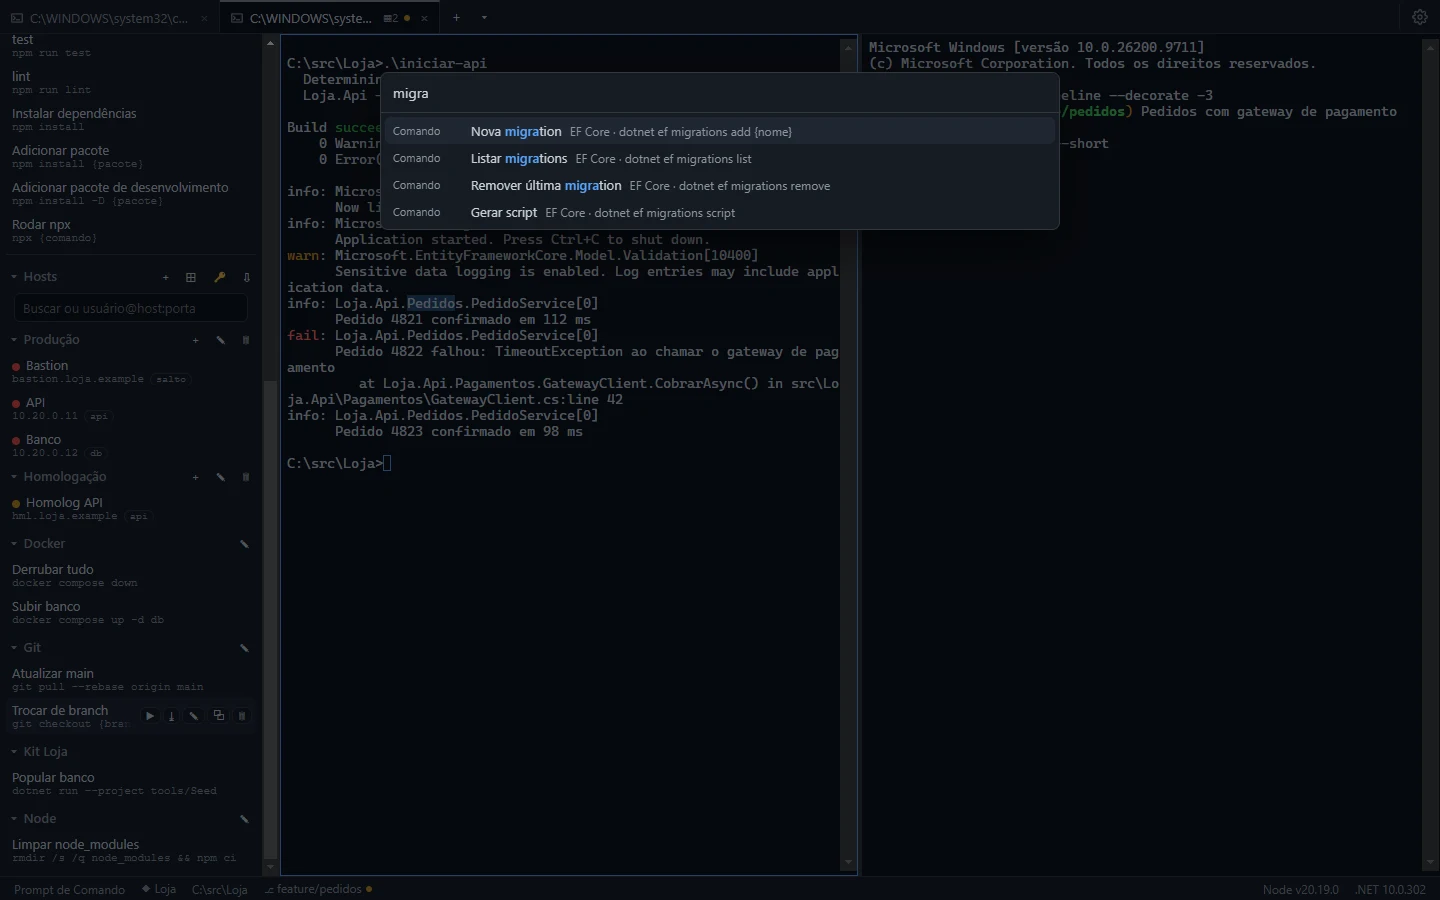 C:\WINDOWS\system32\c...
C:\WINDOWS\syste...
2
test
npm run test
lint
npm run lint
Instalar dependências
npm install
Adicionar pacote
npm install {pacote}
Adicionar pacote de desenvolvimento
npm install -D {pacote}
Rodar npx
npx {comando}
Hosts
Buscar ou usuário@host:porta
Produção
Bastion
bastion.loja.example salto
API
10.20.0.11 api
Banco
10.20.0.12 db
Homologação
Homolog API
hml.loja.example api
Docker
Derrubar tudo
docker compose down
Subir banco
docker compose up -d db
Git
Atualizar main
git pull --rebase origin main
Trocar de branch
git checkout {bran
Kit Loja
Popular banco
dotnet run --project tools/Seed
Node
Limpar node_modules
rmdir /s /q node_modules && npm ci
C:\src\Loja>.\iniciar-api
Determinin
Loja.Api -
Build succee
0 Warnin
0 Error(
info: Micros
Now li
info: Micros
Application started. Press Ctrl+C to shut down.
warn: Microsoft.EntityFrameworkCore.Model.Validation[10400]
Sensitive data logging is enabled. Log entries may include appl
ication data.
info: Loja.Api.Pedidos.PedidoService[0]
Pedido 4821 confirmado em 112 ms
fail: Loja.Api.Pedidos.PedidoService[0]
Pedido 4822 falhou: TimeoutException ao chamar o gateway de pag
amento
at Loja.Api.Pagamentos.GatewayClient.CobrarAsync() in src\Lo
ja.Api\Pagamentos\GatewayClient.cs:line 42
info: Loja.Api.Pedidos.PedidoService[0]
Pedido 4823 confirmado em 98 ms
C:\src\Loja>
migra
Comando Nova migration EF Core · dotnet ef migrations add {nome}
Comando Listar migrations EF Core · dotnet ef migrations list
Comando Remover última migration EF Core · dotnet ef migrations remove
Comando Gerar script EF Core · dotnet ef migrations script
Microsoft Windows [versão 10.0.26200.9711]
(c) Microsoft Corporation. Todos os direitos reservados.
eline --decorate -3
/pedidos) Pedidos com gateway de pagamento
-short
Prompt de Comando Loja C:\src\Loja feature/pedidos
Node v20.19.0 .NET 10.0.302